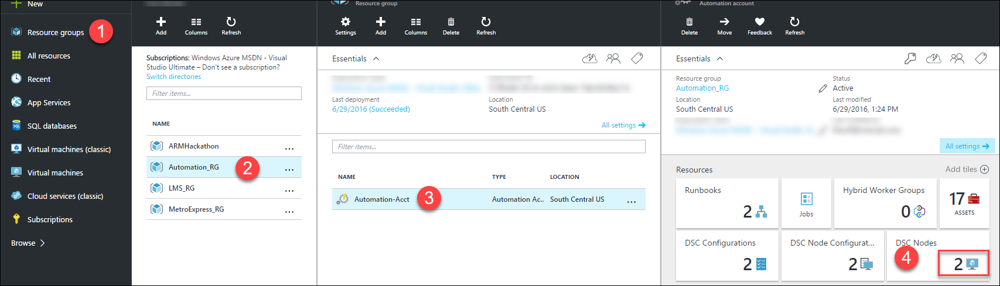 New
Resource groups
1
All resources
Recent
App Services
SQL databases
Virtual machines (classic)
Virtual machines
Cloud services (classic)
Subscriptions
Browse
Add
Columns
Refresh
Subscriptions: Windows Azure MSDN - Visual
Studio Ultimate – Don't see a subscription?
Switch directories
Filter items...
NAME
ARMHackathon
...
Automation_RG
2
...
LMS_RG
...
MetroExpress_RG
...
Resource group
Settings
Add
Columns
Delete
Refresh
Essentials
Last deployment
6/29/2016 (Succeeded)
Location
South Central US
All settings
Filter items...
NAME TYPE LOCATION
Automation-Acct 3 Automation Ac.. South Central US ...
Automation account
Delete
Move
Feedback
Refresh
Essentials
Resource group
Automation_RG
Status
Active
Location
South Central US
Last modified
6/29/2016, 1:24 PM
All settings
Resources
Add tiles
Runbooks
2
Jobs
Hybrid Worker Groups
0
17
ASSETS
DSC Configurations
2
DSC Node Configurat...
2
DSC Nodes
4
2